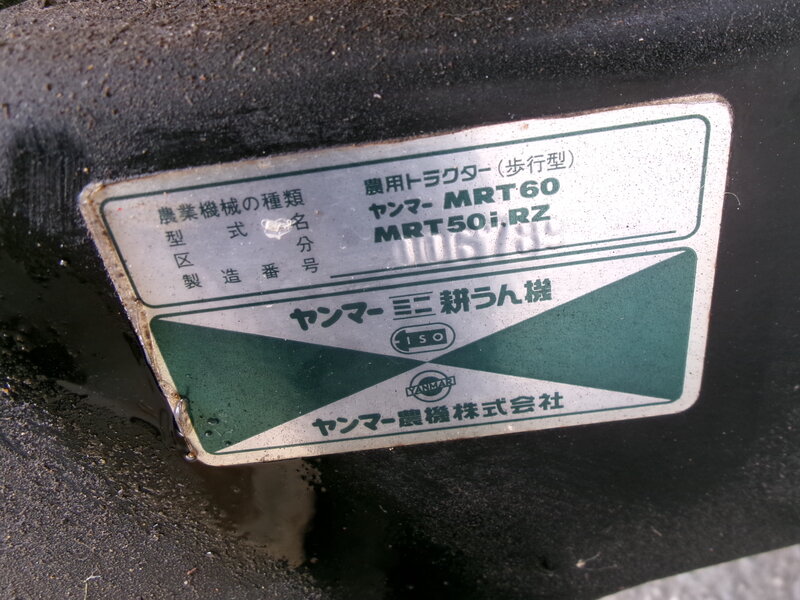 農業機械の種類 農用トラクター(歩行型)
型式名 ヤンマー MRT60
区分 MRT50i.RZ
製造番号
ヤンマーミニ耕うん機
ISO
YANMAR
ヤンマー農機株式会社